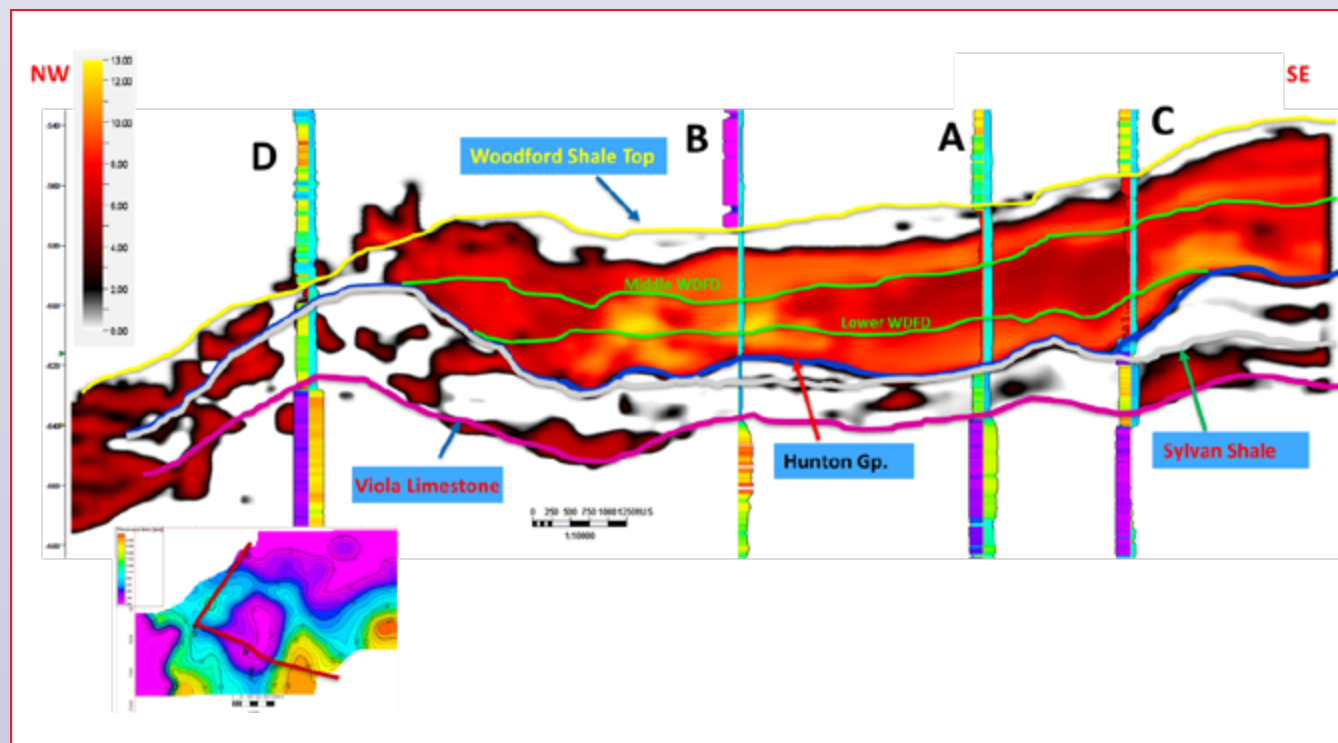 NW
SE
13.00
12.00
10.00
8.00
6.00
4.00
2.00
0.00
D
B
A
C
Woodford Shale Top
Middle WDFD
Lower WDFD
Viola Limestone
Hunton Gp.
Sylvan Shale
0 250 500 750 1000 1250ftUS
1:10000